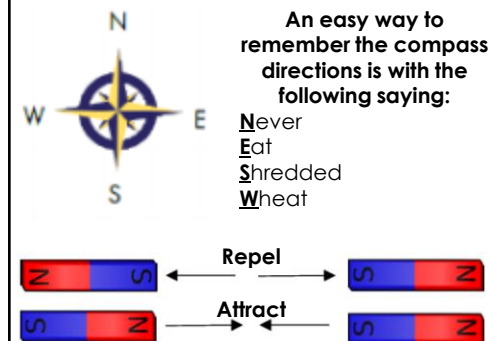 N
W
E
S
An easy way to
remember the compass
directions is with the
following saying:
Never
Eat
Shredded
Wheat
N S Repel S N
S N Attract S N